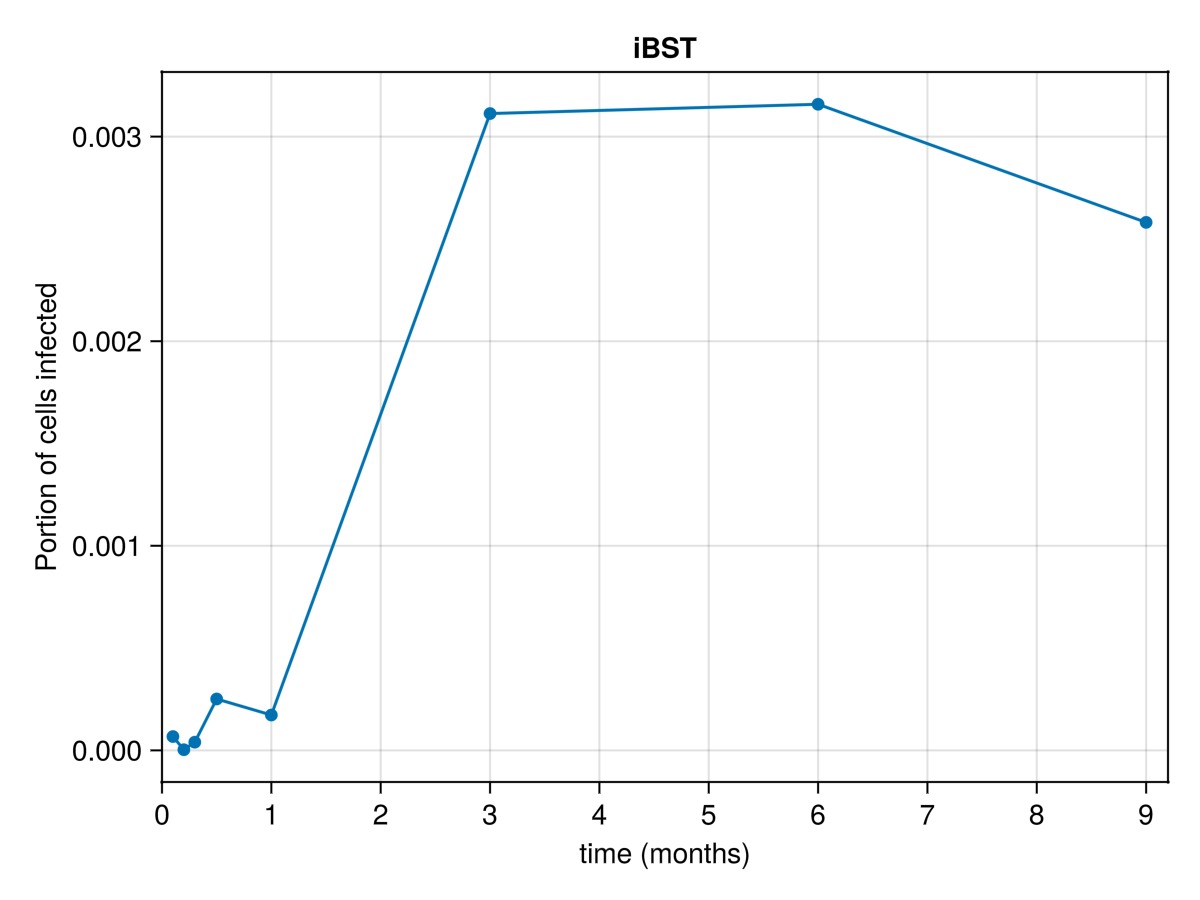 iBST
Portion of cells infected
0.003
0.002
0.001
0.000
0 1 2 3 4 5 6 7 8 9
time (months)